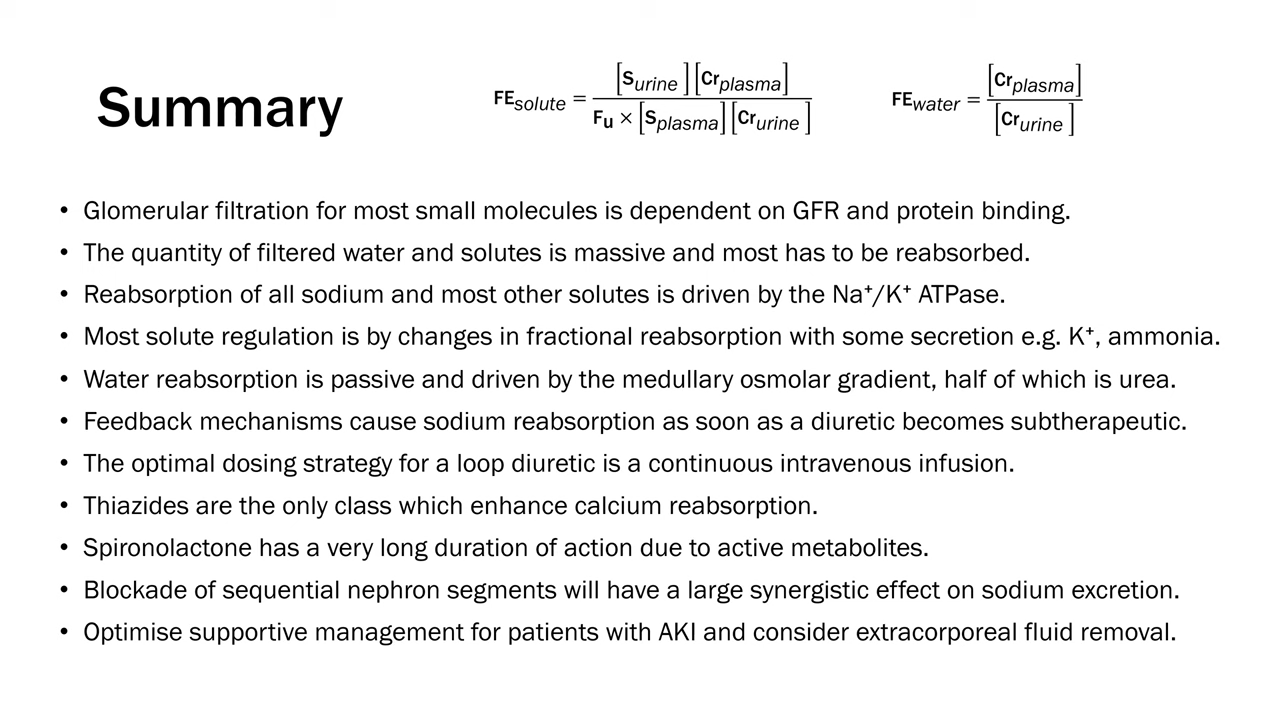 Summary
FEsolute = [Surine ] [Crplasma] / Fu × [Splasma] [Crurine ]
FEwater = [Crplasma] / [Crurine ]
• Glomerular filtration for most small molecules is dependent on GFR and protein binding.
• The quantity of filtered water and solutes is massive and most has to be reabsorbed.
• Reabsorption of all sodium and most other solutes is driven by the Na⁺/K⁺ ATPase.
• Most solute regulation is by changes in fractional reabsorption with some secretion e.g. K⁺, ammonia.
• Water reabsorption is passive and driven by the medullary osmolar gradient, half of which is urea.
• Feedback mechanisms cause sodium reabsorption as soon as a diuretic becomes subtherapeutic.
• The optimal dosing strategy for a loop diuretic is a continuous intravenous infusion.
• Thiazides are the only class which enhance calcium reabsorption.
• Spironolactone has a very long duration of action due to active metabolites.
• Blockade of sequential nephron segments will have a large synergistic effect on sodium excretion.
• Optimise supportive management for patients with AKI and consider extracorporeal fluid removal.